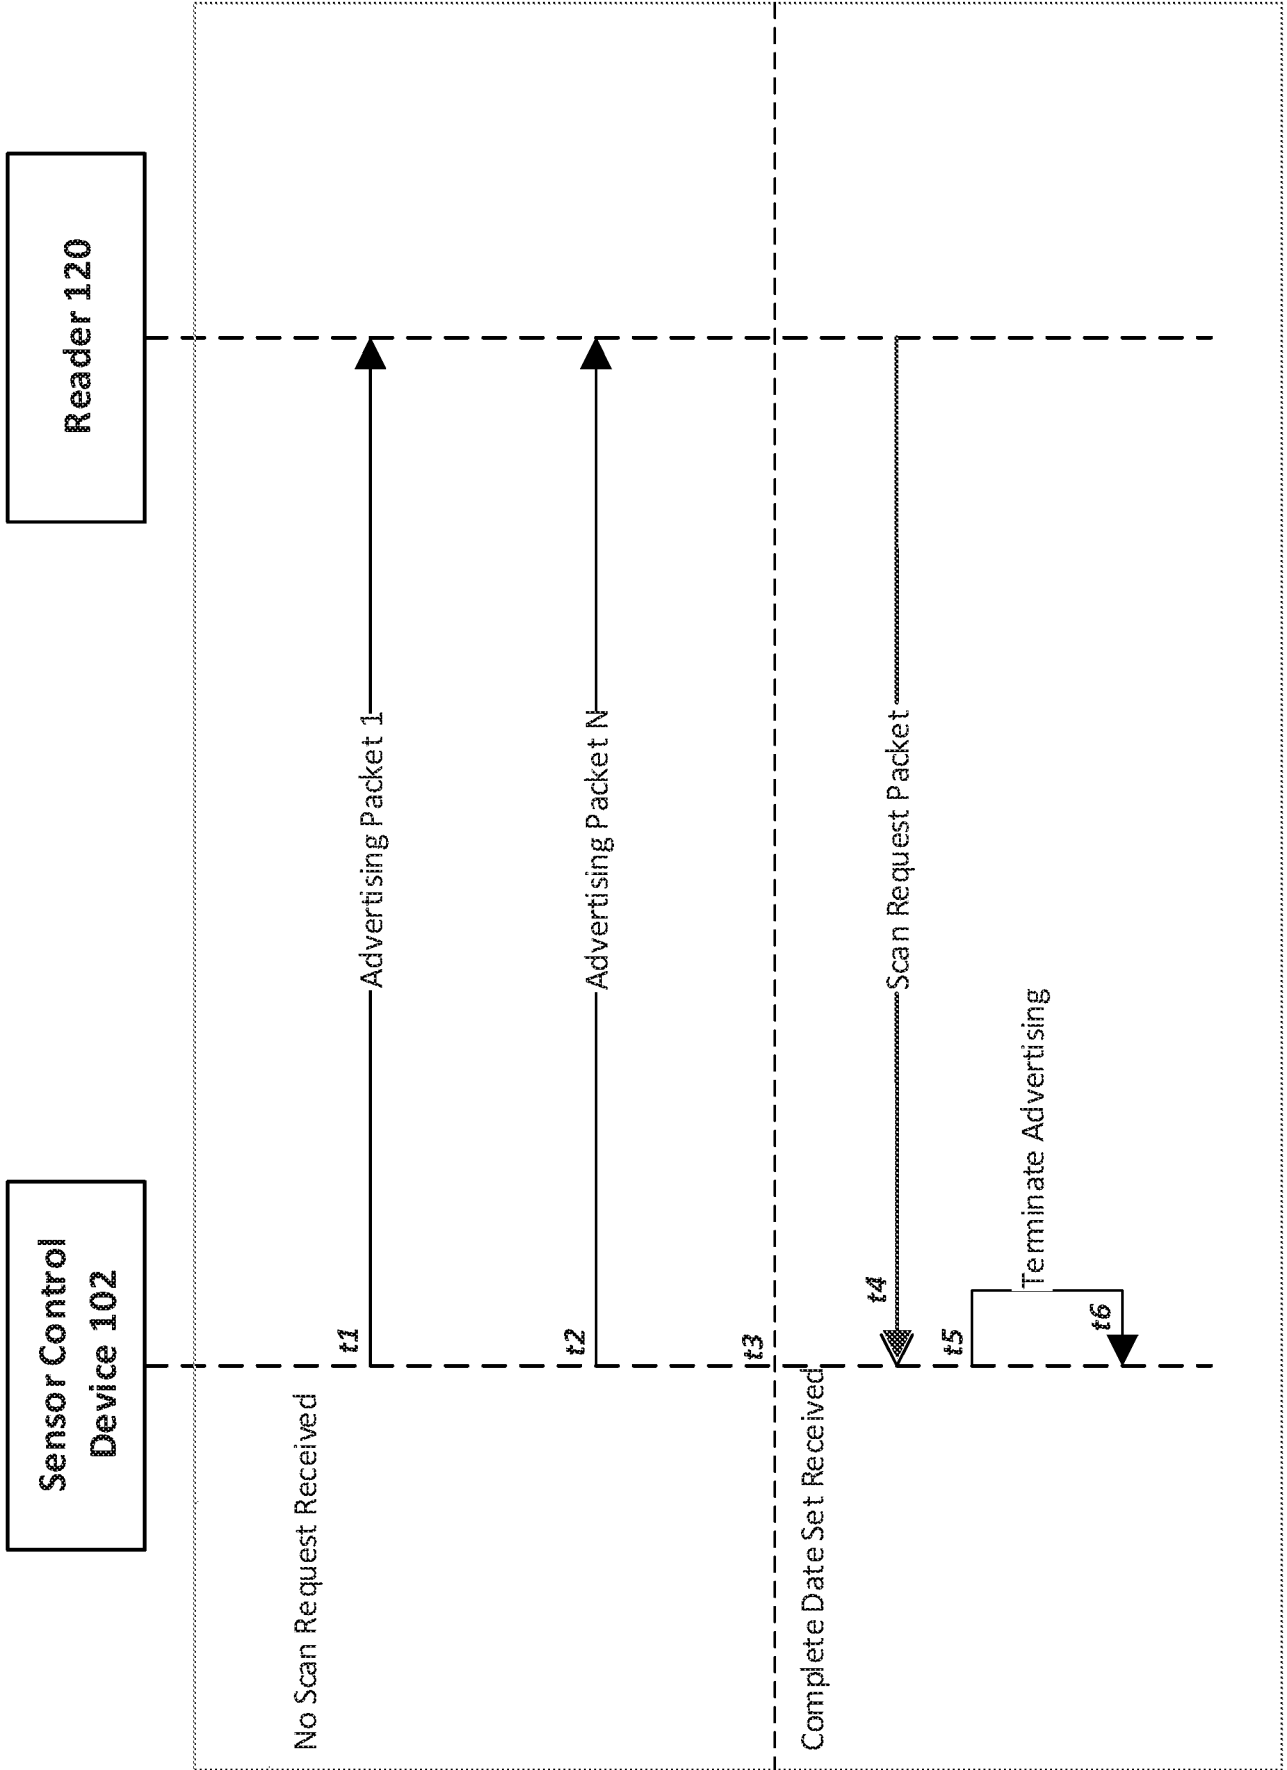 Sensor Control
Device 102
Reader 120
No Scan Request Received
t1
Advertising Packet 1
t2
Advertising Packet N
t3
Complete Date Set Received
t4
Scan Request Packet
t5
Terminate Advertising
t6